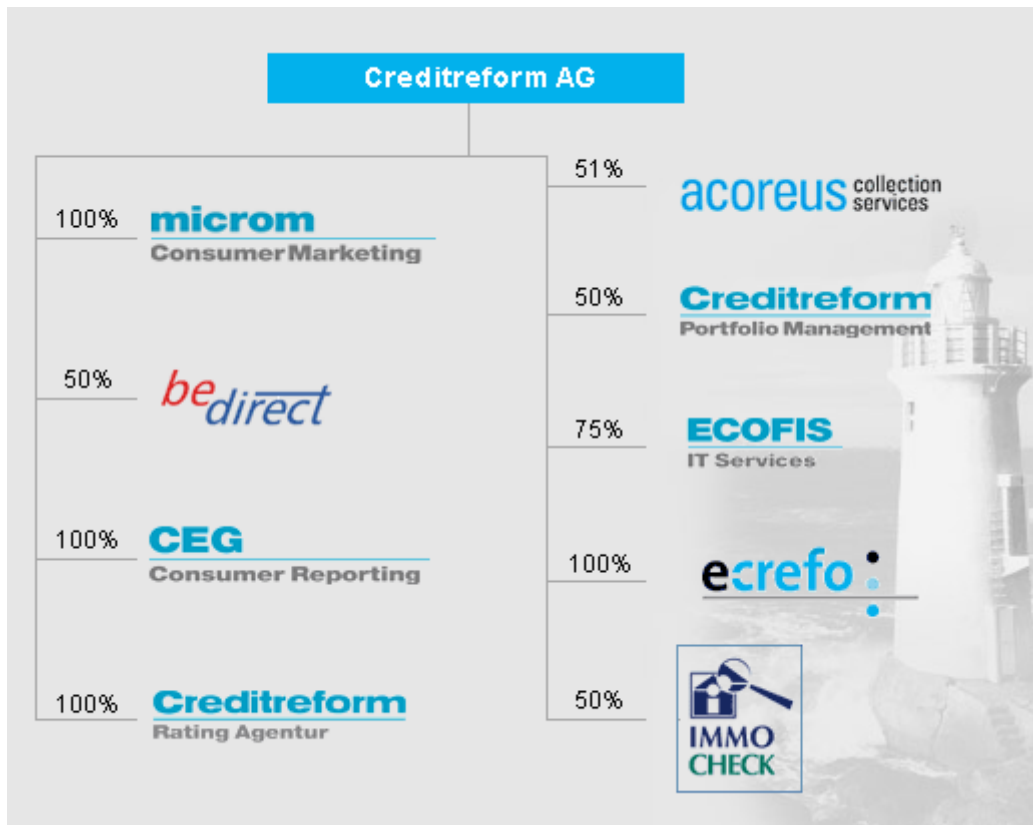 Creditreform AG
100%
microm
Consumer Marketing
50%
be direct
100%
CEG
Consumer Reporting
100%
Creditreform
Rating Agentur
51%
acoreus collection
services
50%
Creditreform
Portfolio Management
75%
ECOFIS
IT Services
100%
ecrefo
50%
IMMO
CHECK